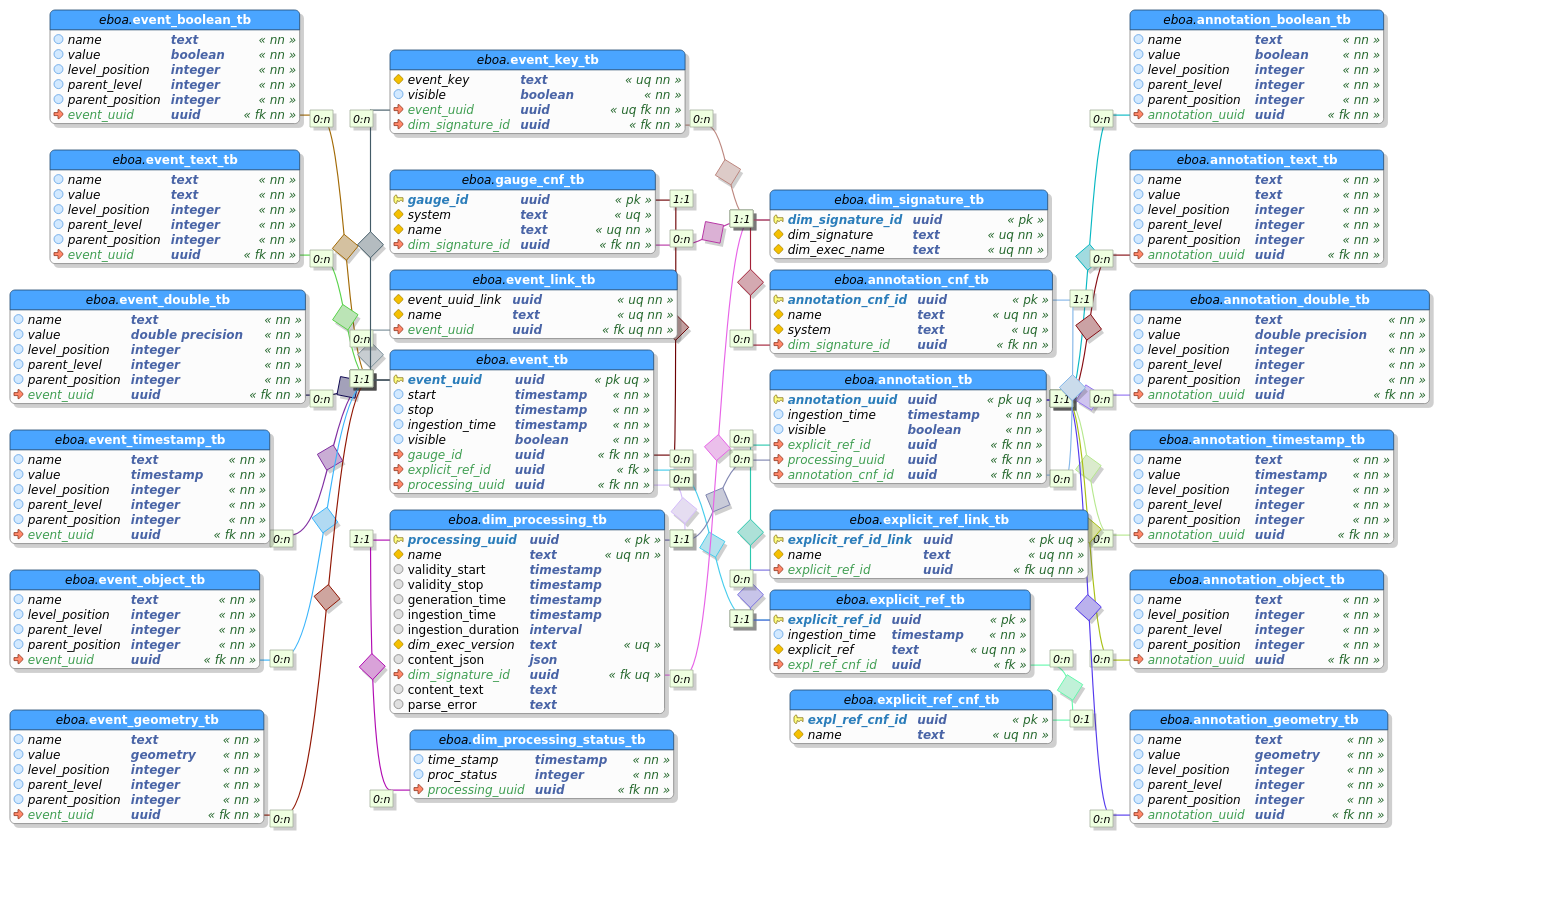 eboa.event_boolean_tb
name text « nn »
value boolean « nn »
level_position integer « nn »
parent_level integer « nn »
parent_position integer « nn »
event_uuid uuid « fk nn »
0:n
eboa.event_text_tb
name text « nn »
value text « nn »
level_position integer « nn »
parent_level integer « nn »
parent_position integer « nn »
event_uuid uuid « fk nn »
0:n
eboa.event_double_tb
name text « nn »
value double precision « nn »
level_position integer « nn »
parent_level integer « nn »
parent_position integer « nn »
event_uuid uuid « fk nn »
0:n
eboa.event_timestamp_tb
name text « nn »
value timestamp « nn »
level_position integer « nn »
parent_level integer « nn »
parent_position integer « nn »
event_uuid uuid « fk nn »
0:n
eboa.event_object_tb
name text « nn »
level_position integer « nn »
parent_level integer « nn »
parent_position integer « nn »
event_uuid uuid « fk nn »
0:n
eboa.event_geometry_tb
name text « nn »
value geometry « nn »
level_position integer « nn »
parent_level integer « nn »
parent_position integer « nn »
event_uuid uuid « fk nn »
0:n
eboa.event_key_tb
event_key text « uq nn »
visible boolean « nn »
event_uuid uuid « uq fk nn »
dim_signature_id uuid « fk nn »
0:n
0:n
eboa.gauge_cnf_tb
gauge_id uuid « pk »
system text « uq »
name text « uq nn »
dim_signature_id uuid « fk nn »
1:1
0:n
eboa.event_link_tb
event_uuid_link uuid « uq nn »
name text « uq nn »
event_uuid uuid « fk uq nn »
0:n
eboa.event_tb
event_uuid uuid « pk uq »
start timestamp « nn »
stop timestamp « nn »
ingestion_time timestamp « nn »
visible boolean « nn »
gauge_id uuid « fk nn »
explicit_ref_id uuid « fk »
processing_uuid uuid « fk nn »
1:1
0:n
0:n
eboa.dim_processing_tb
processing_uuid uuid « pk »
name text « uq nn »
validity_start timestamp
validity_stop timestamp
generation_time timestamp
ingestion_time timestamp
ingestion_duration interval
dim_exec_version text « uq »
content_json json
dim_signature_id uuid « fk uq »
content_text text
parse_error text
1:1
1:1
0:n
eboa.dim_processing_status_tb
time_stamp timestamp « nn »
proc_status integer « nn »
processing_uuid uuid « fk nn »
0:n
eboa.dim_signature_tb
dim_signature_id uuid « pk »
dim_signature text « uq nn »
dim_exec_name text « uq nn »
1:1
eboa.annotation_cnf_tb
annotation_cnf_id uuid « pk »
name text « uq nn »
system text « uq »
dim_signature_id uuid « fk nn »
1:1
0:n
eboa.annotation_tb
annotation_uuid uuid « pk uq »
ingestion_time timestamp « nn »
visible boolean « nn »
explicit_ref_id uuid « fk nn »
processing_uuid uuid « fk nn »
annotation_cnf_id uuid « fk nn »
1:1
0:n
0:n
0:n
eboa.explicit_ref_link_tb
explicit_ref_id_link uuid « pk uq »
name text « uq nn »
explicit_ref_id uuid « fk uq nn »
0:n
eboa.explicit_ref_tb
explicit_ref_id uuid « pk »
ingestion_time timestamp « nn »
explicit_ref text « uq nn »
expl_ref_cnf_id uuid « fk »
1:1
0:n
eboa.explicit_ref_cnf_tb
expl_ref_cnf_id uuid « pk »
name text « uq nn »
0:1
eboa.annotation_boolean_tb
name text « nn »
value boolean « nn »
level_position integer « nn »
parent_level integer « nn »
parent_position integer « nn »
annotation_uuid uuid « fk nn »
0:n
eboa.annotation_text_tb
name text « nn »
value text « nn »
level_position integer « nn »
parent_level integer « nn »
parent_position integer « nn »
annotation_uuid uuid « fk nn »
0:n
eboa.annotation_double_tb
name text « nn »
value double precision « nn »
level_position integer « nn »
parent_level integer « nn »
parent_position integer « nn »
annotation_uuid uuid « fk nn »
0:n
eboa.annotation_timestamp_tb
name text « nn »
value timestamp « nn »
level_position integer « nn »
parent_level integer « nn »
parent_position integer « nn »
annotation_uuid uuid « fk nn »
0:n
eboa.annotation_object_tb
name text « nn »
level_position integer « nn »
parent_level integer « nn »
parent_position integer « nn »
annotation_uuid uuid « fk nn »
0:n
eboa.annotation_geometry_tb
name text « nn »
value geometry « nn »
level_position integer « nn »
parent_level integer « nn »
parent_position integer « nn »
annotation_uuid uuid « fk nn »
0:n